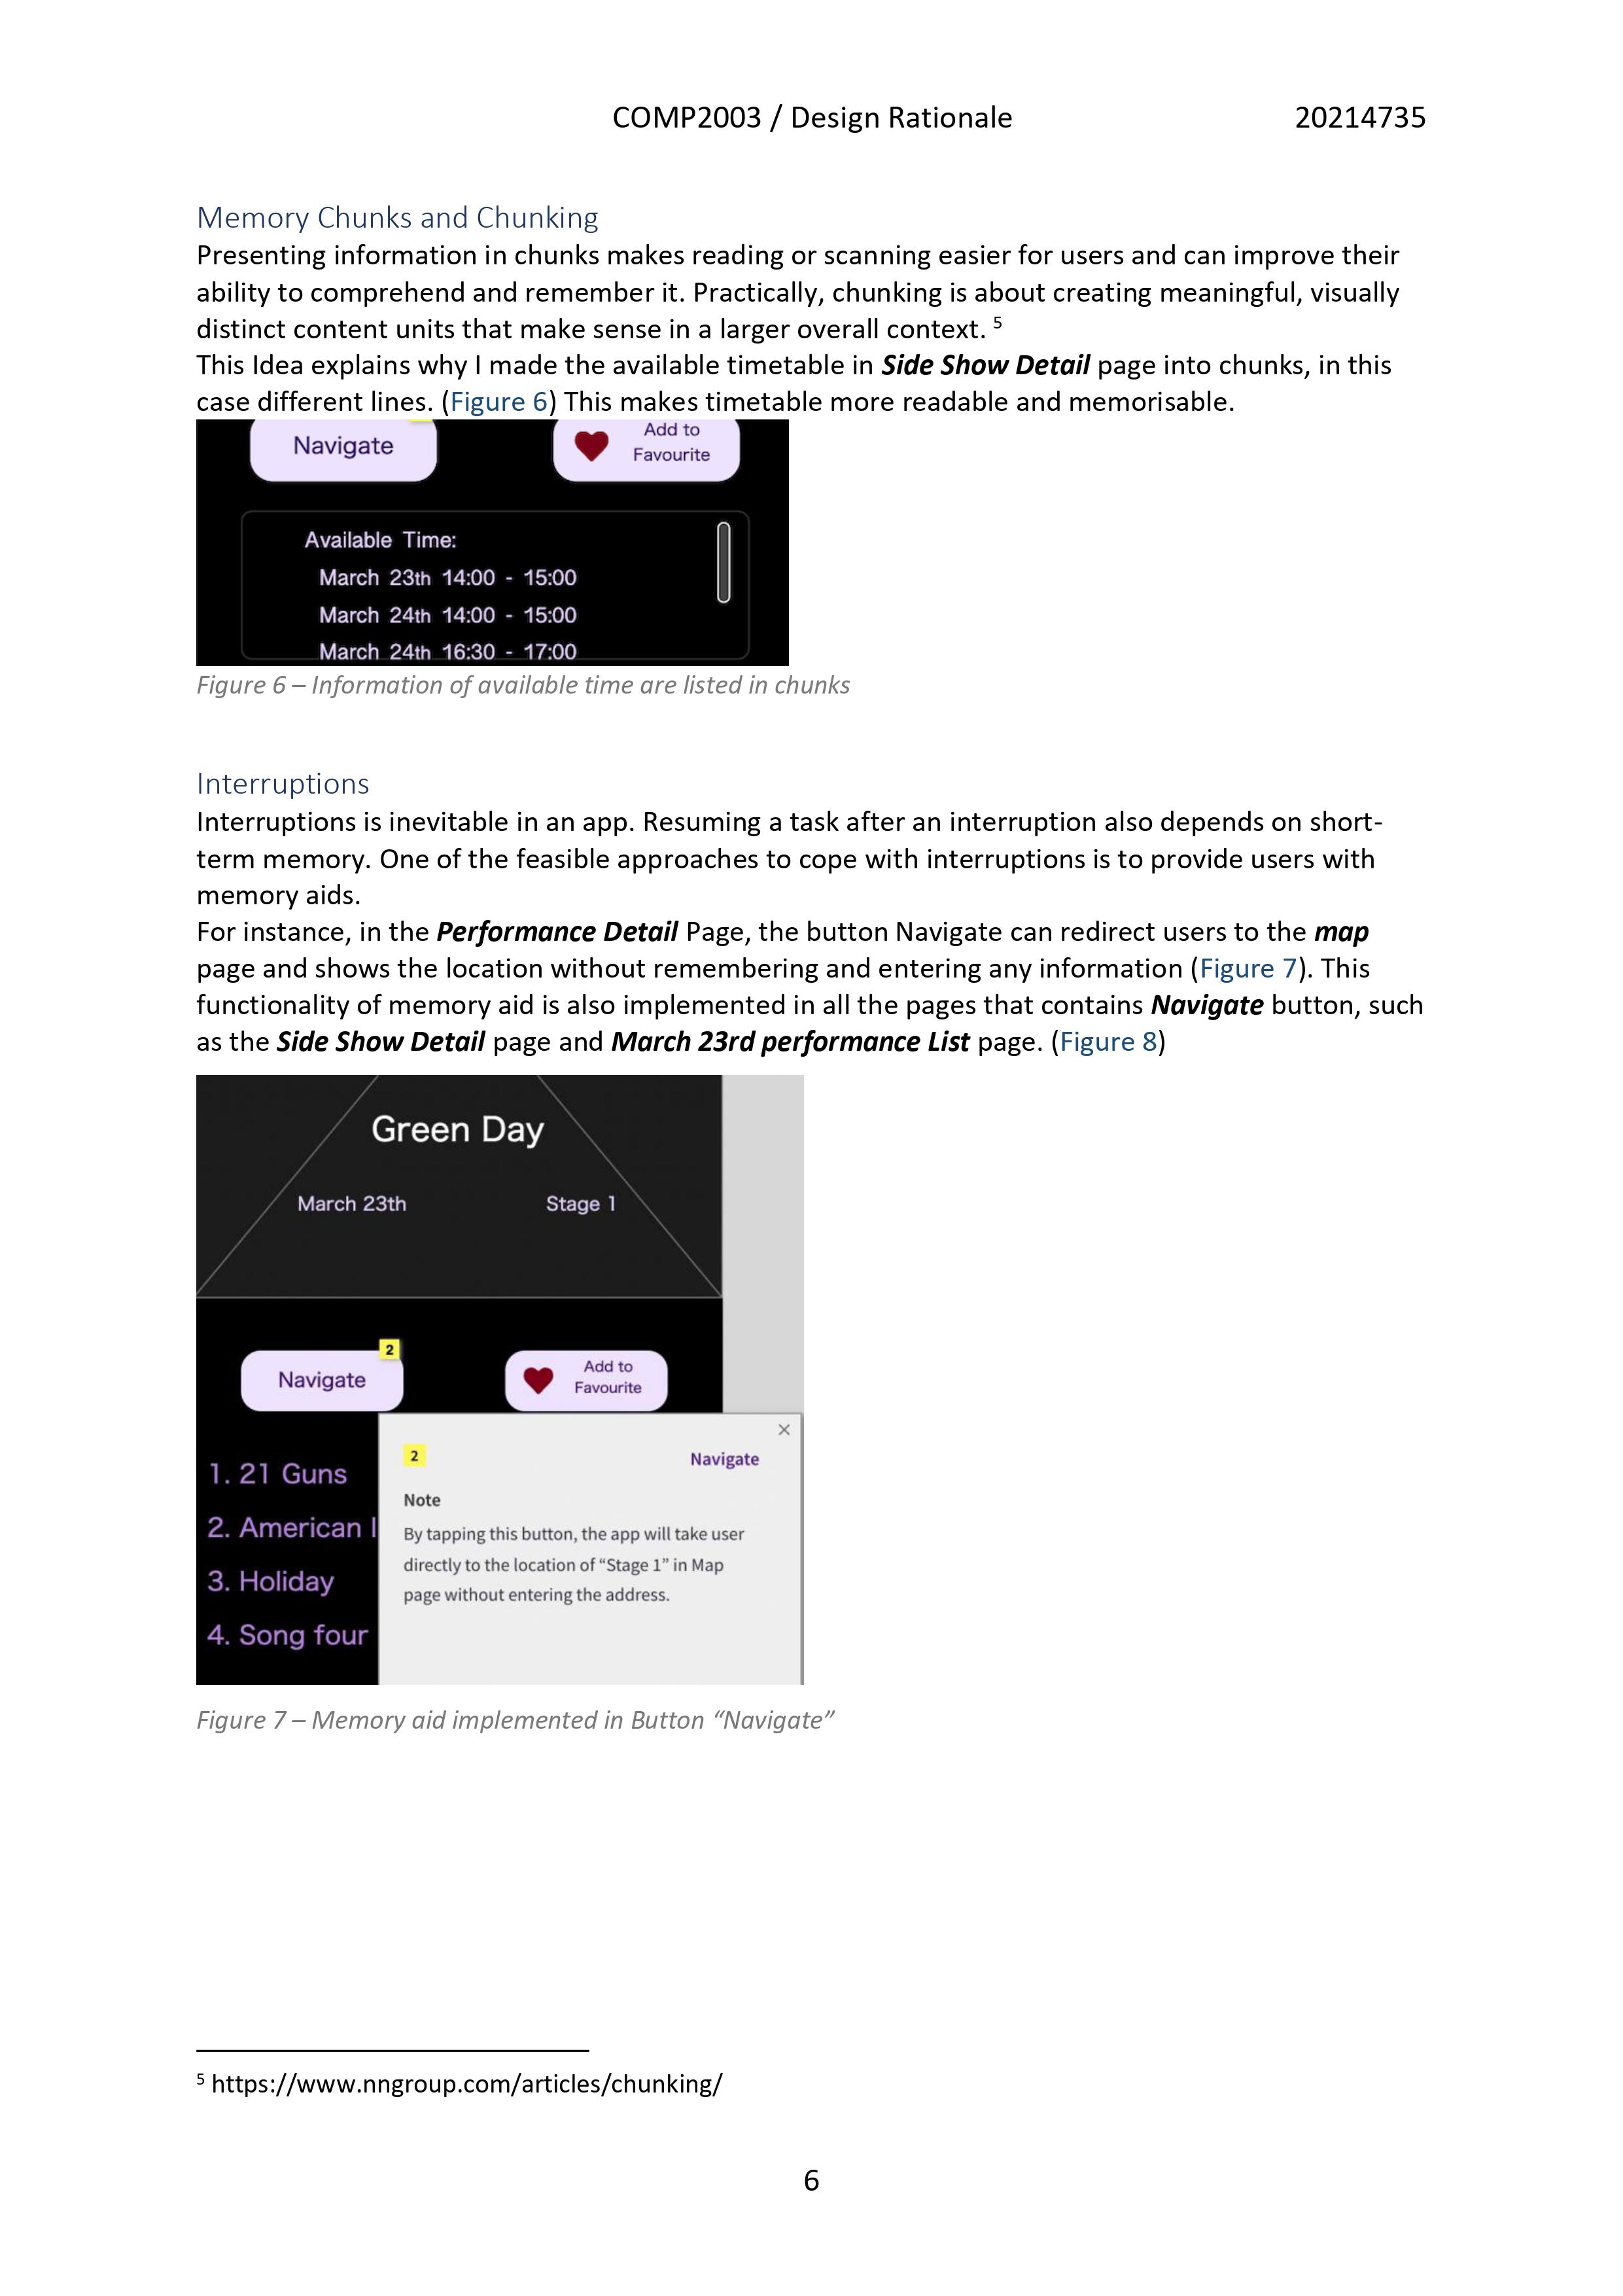 COMP2003 / Design Rationale 20214735
Memory Chunks and Chunking
Presenting information in chunks makes reading or scanning easier for users and can improve their
ability to comprehend and remember it. Practically, chunking is about creating meaningful, visually
distinct content units that make sense in a larger overall context. 5
This Idea explains why I made the available timetable in Side Show Detail page into chunks, in this
case different lines. (Figure 6) This makes timetable more readable and memorisable.
Navigate
Add to
Favourite
Available Time:
March 23th 14:00 - 15:00
March 24th 14:00 - 15:00
March 24th 16:30 - 17:00
Figure 6 – Information of available time are listed in chunks
Interruptions
Interruptions is inevitable in an app. Resuming a task after an interruption also depends on short-
term memory. One of the feasible approaches to cope with interruptions is to provide users with
memory aids.
For instance, in the Performance Detail Page, the button Navigate can redirect users to the map
page and shows the location without remembering and entering any information (Figure 7). This
functionality of memory aid is also implemented in all the pages that contains Navigate button, such
as the Side Show Detail page and March 23rd performance List page. (Figure 8)
Green Day
March 23th Stage 1
2
Navigate
Add to
Favourite
1. 21 Guns
2. American I
3. Holiday
4. Song four
×
2 Navigate
Note
By tapping this button, the app will take user
directly to the location of “Stage 1” in Map
page without entering the address.
Figure 7 – Memory aid implemented in Button “Navigate”
5 https://www.nngroup.com/articles/chunking/
6